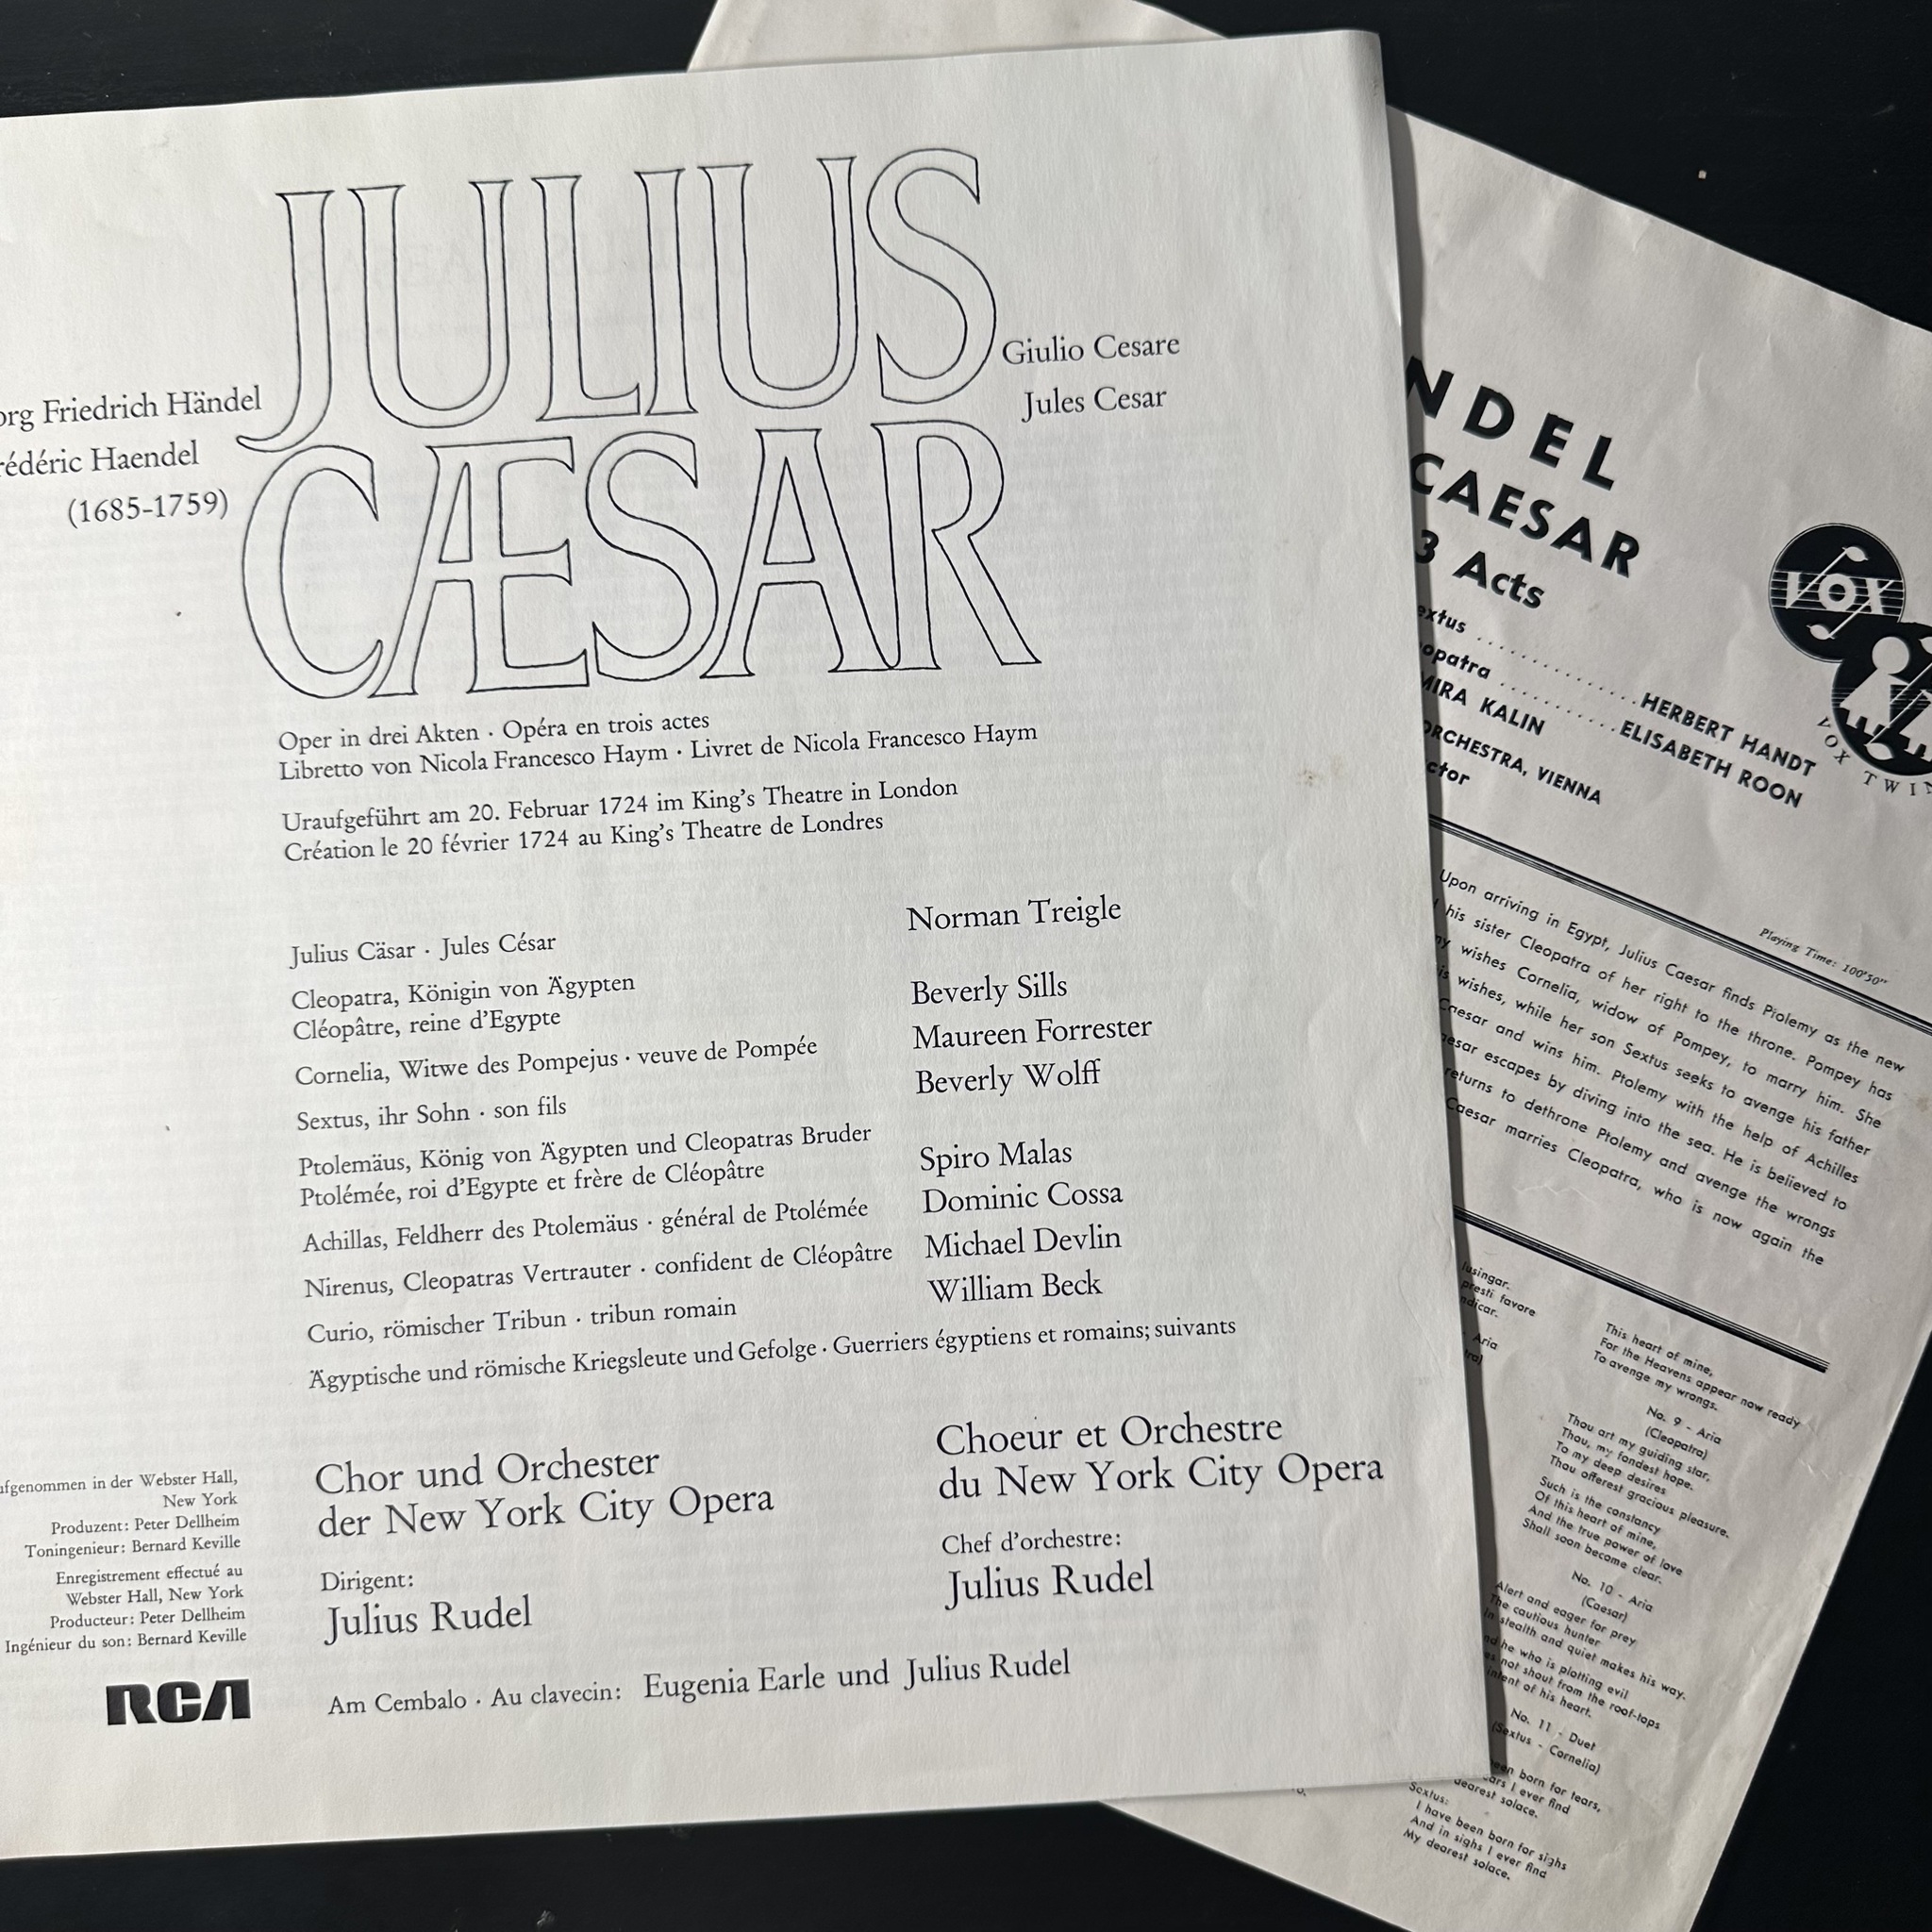 JULIUS
CÆSAR
Friedrich Händel
Haendel
(1685-1759)
Giulio Cesare
Jules Cesar
Oper in drei Akten · Opéra en trois actes
Libretto von Nicola Francesco Haym · Livret de Nicola Francesco Haym
Uraufgeführt am 20. Februar 1724 im King's Theatre in London
Création le 20 février 1724 au King's Theatre de Londres
Julius Cäsar · Jules César Norman Treigle
Cleopatra, Königin von Ägypten Beverly Sills
Cléopâtre, reine d'Egypte
Cornelia, Witwe des Pompejus · veuve de Pompée Maureen Forrester
Sextus, ihr Sohn · son fils Beverly Wolff
Ptolemäus, König von Ägypten und Cleopatras Bruder Spiro Malas
Ptolémée, roi d'Egypte et frère de Cléopâtre
Achillas, Feldherr des Ptolemäus · général de Ptolémée Dominic Cossa
Nirenus, Cleopatras Vertrauter · confident de Cléopâtre Michael Devlin
Curio, römischer Tribun · tribun romain William Beck
Ägyptische und römische Kriegsleute und Gefolge · Guerriers égyptiens et romains; suivants
Chor und Orchester
der New York City Opera
Dirigent:
Julius Rudel
Choeur et Orchestre
du New York City Opera
Chef d'orchestre:
Julius Rudel
Am Cembalo · Au clavecin: Eugenia Earle und Julius Rudel
in der Webster Hall,
New York
Produzent: Peter Dellheim
Toningenieur: Bernard Keville
Enregistrement effectué au
Webster Hall, New York
Producteur: Peter Dellheim
Ingénieur du son: Bernard Keville
RCA
NDEL
CAESAR
3 Acts
VOX
VOX
HERBERT HANDT
ELISABETH ROON
KALIN
ORCHESTRA, VIENNA
Playing Time: 100'50"
Upon arriving in Egypt, Julius Caesar finds Ptolemy as the new
his sister Cleopatra of her right to the throne. Pompey has
wishes Cornelia, widow of Pompey, to marry him. She
wishes, while her son Sextus seeks to avenge his father
Caesar and wins him. Ptolemy with the help of Achilles
escapes by diving into the sea. He is believed to
returns to dethrone Ptolemy and avenge the wrongs
Caesar marries Cleopatra, who is now again the
lusingar.
presti favore
Aria
This heart of mine,
For the Heavens appear now ready
To avenge my wrongs.
No. 9 - Aria
(Cleopatra)
Thou art my guiding star,
Thou, my fondest hope.
To my deep desires
Thou offerest gracious pleasure.
Such is the constancy
Of this heart of mine,
And the true power of love
Shall soon become clear.
No. 10 - Aria
(Caesar)
Alert and eager for prey
The cautious hunter
In stealth and quiet makes his way.
he who is plotting evil
not shout from the roof-tops
intent of his heart.
No. 11 - Duet
(Sextus - Cornelia)
born for tears,
I ever find
dearest solace.
Sextus:
I have been born for sighs
And in sighs I ever find
My dearest solace.